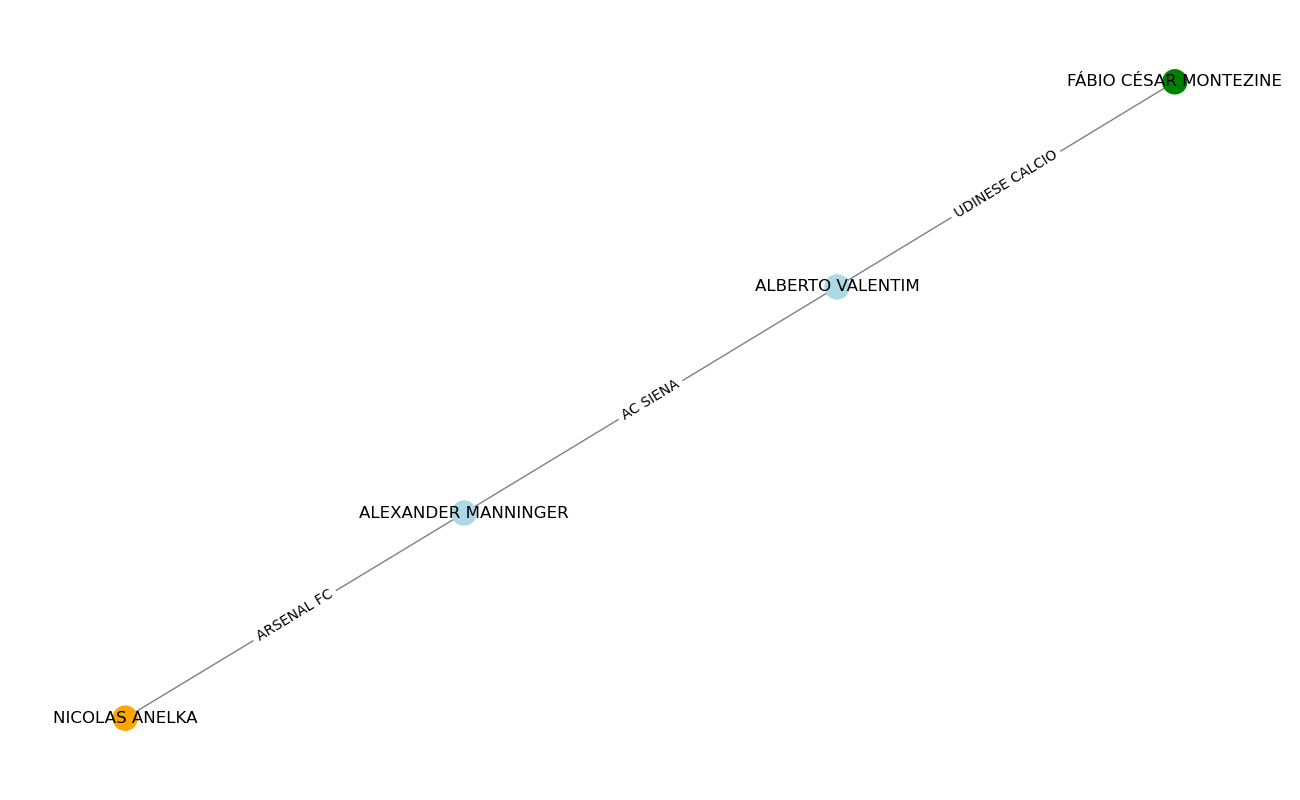 FÁBIO CÉSAR MONTEZINE
UDINESE CALCIO
ALBERTO VALENTIM
AC SIENA
ALEXANDER MANNINGER
ARSENAL FC
NICOLAS ANELKA